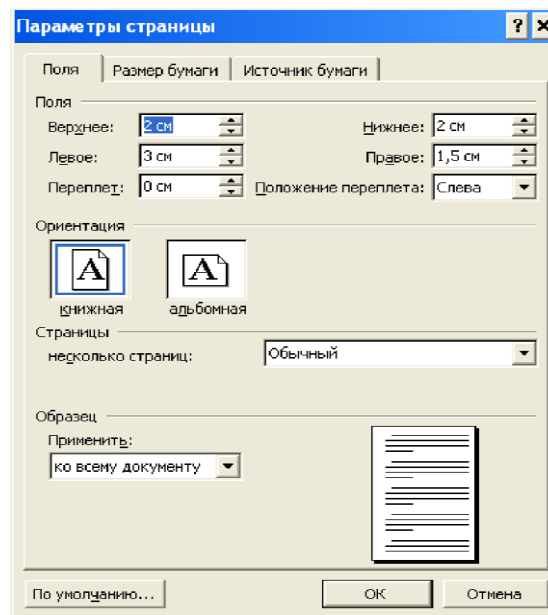 Параметры страницы ? ×
Поля Размер бумаги Источник бумаги
Поля
Верхнее: 2 см Нижнее: 2 см
Левое: 3 см Правое: 1,5 см
Переплет: 0 см Положение переплета: Слева
Ориентация
A A
книжная альбомная
Страницы
несколько страниц: Обычный
Образец
Применить:
ко всему документу
По умолчанию... ОК Отмена